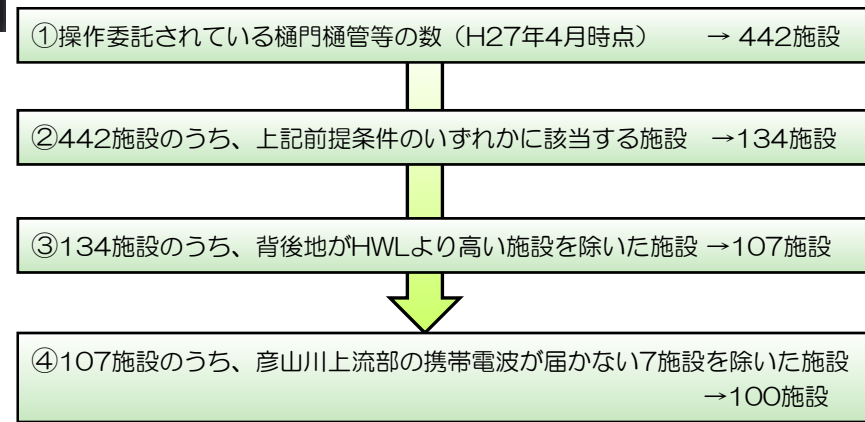 ①操作委託されている樋門樋管等の数（H27年4月時点）　→ 442施設
②442施設のうち、上記前提条件のいずれかに該当する施設　→134施設
③134施設のうち、背後地がHWLより高い施設を除いた施設 →107施設
④107施設のうち、彦山川上流部の携帯電波が届かない7施設を除いた施設
→100施設